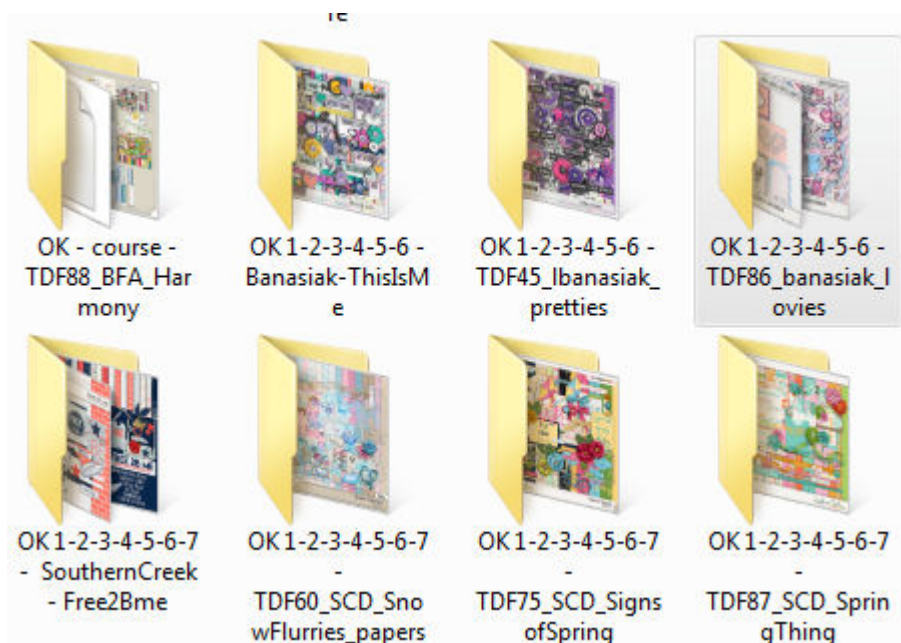 re
OK - course -
TDF88_BFA_Har
mony
OK 1-2-3-4-5-6 -
Banasiak-ThisIsM
e
OK 1-2-3-4-5-6 -
TDF45_lbanasiak_
pretties
OK 1-2-3-4-5-6 -
TDF86_banasiak_l
ovies
OK 1-2-3-4-5-6-7
-  SouthernCreek
- Free2Bme
OK 1-2-3-4-5-6-7
-
TDF60_SCD_Sno
wFlurries_papers
OK 1-2-3-4-5-6-7
-
TDF75_SCD_Signs
ofSpring
OK 1-2-3-4-5-6-7
-
TDF87_SCD_Sprin
gThing